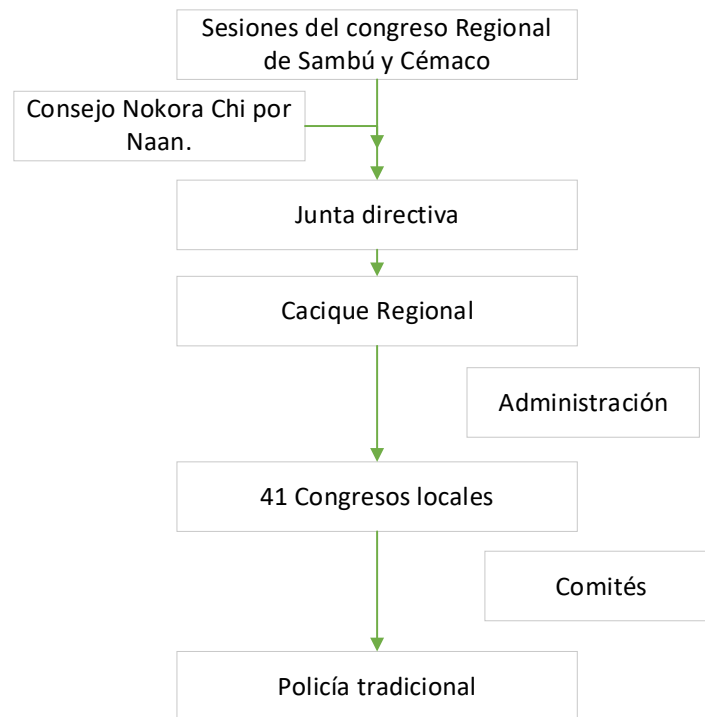 Sesiones del congreso Regional
de Sambú y Cémaco
Consejo Nokora Chi por
Naan.
Junta directiva
Cacique Regional
Administración
41 Congresos locales
Comités
Policía tradicional